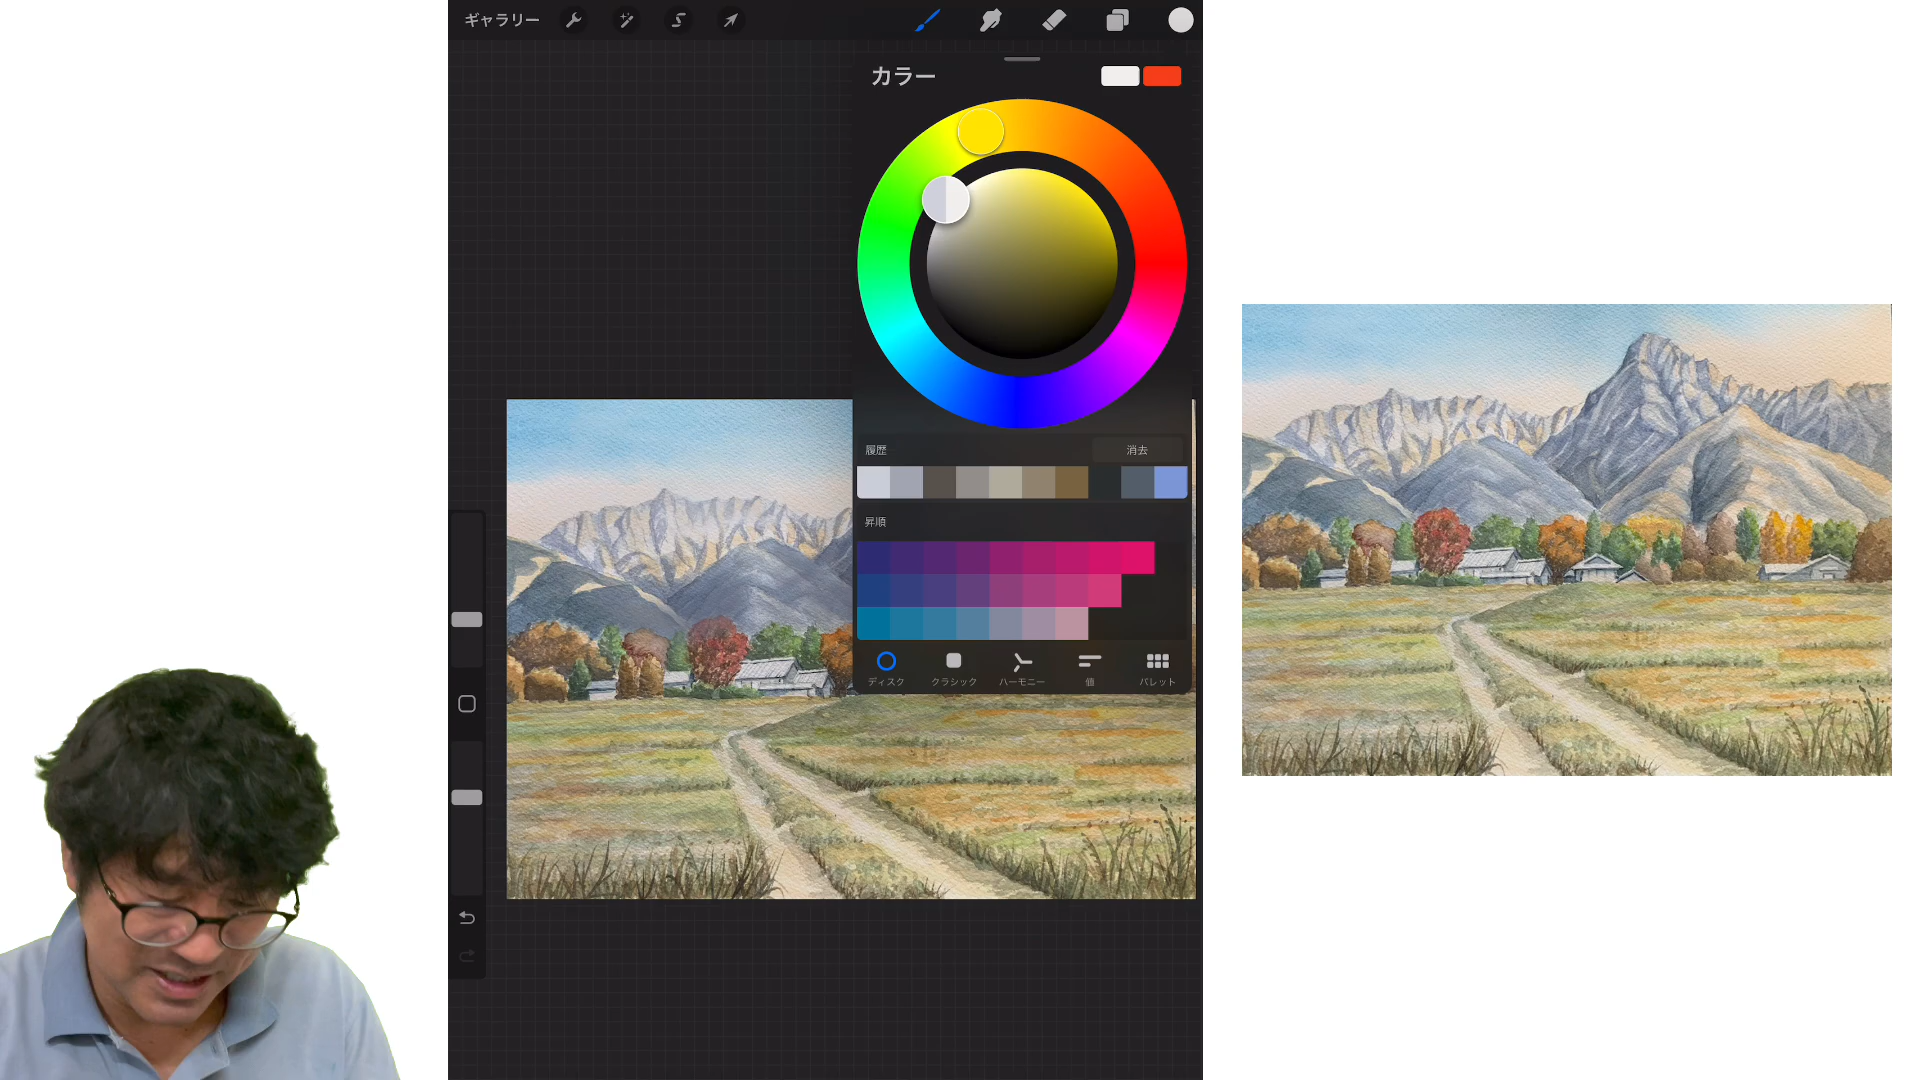 ギャラリー
カラー
履歴
消去
昇順
ディスク
クラシック
ハーモニー
値
パレット